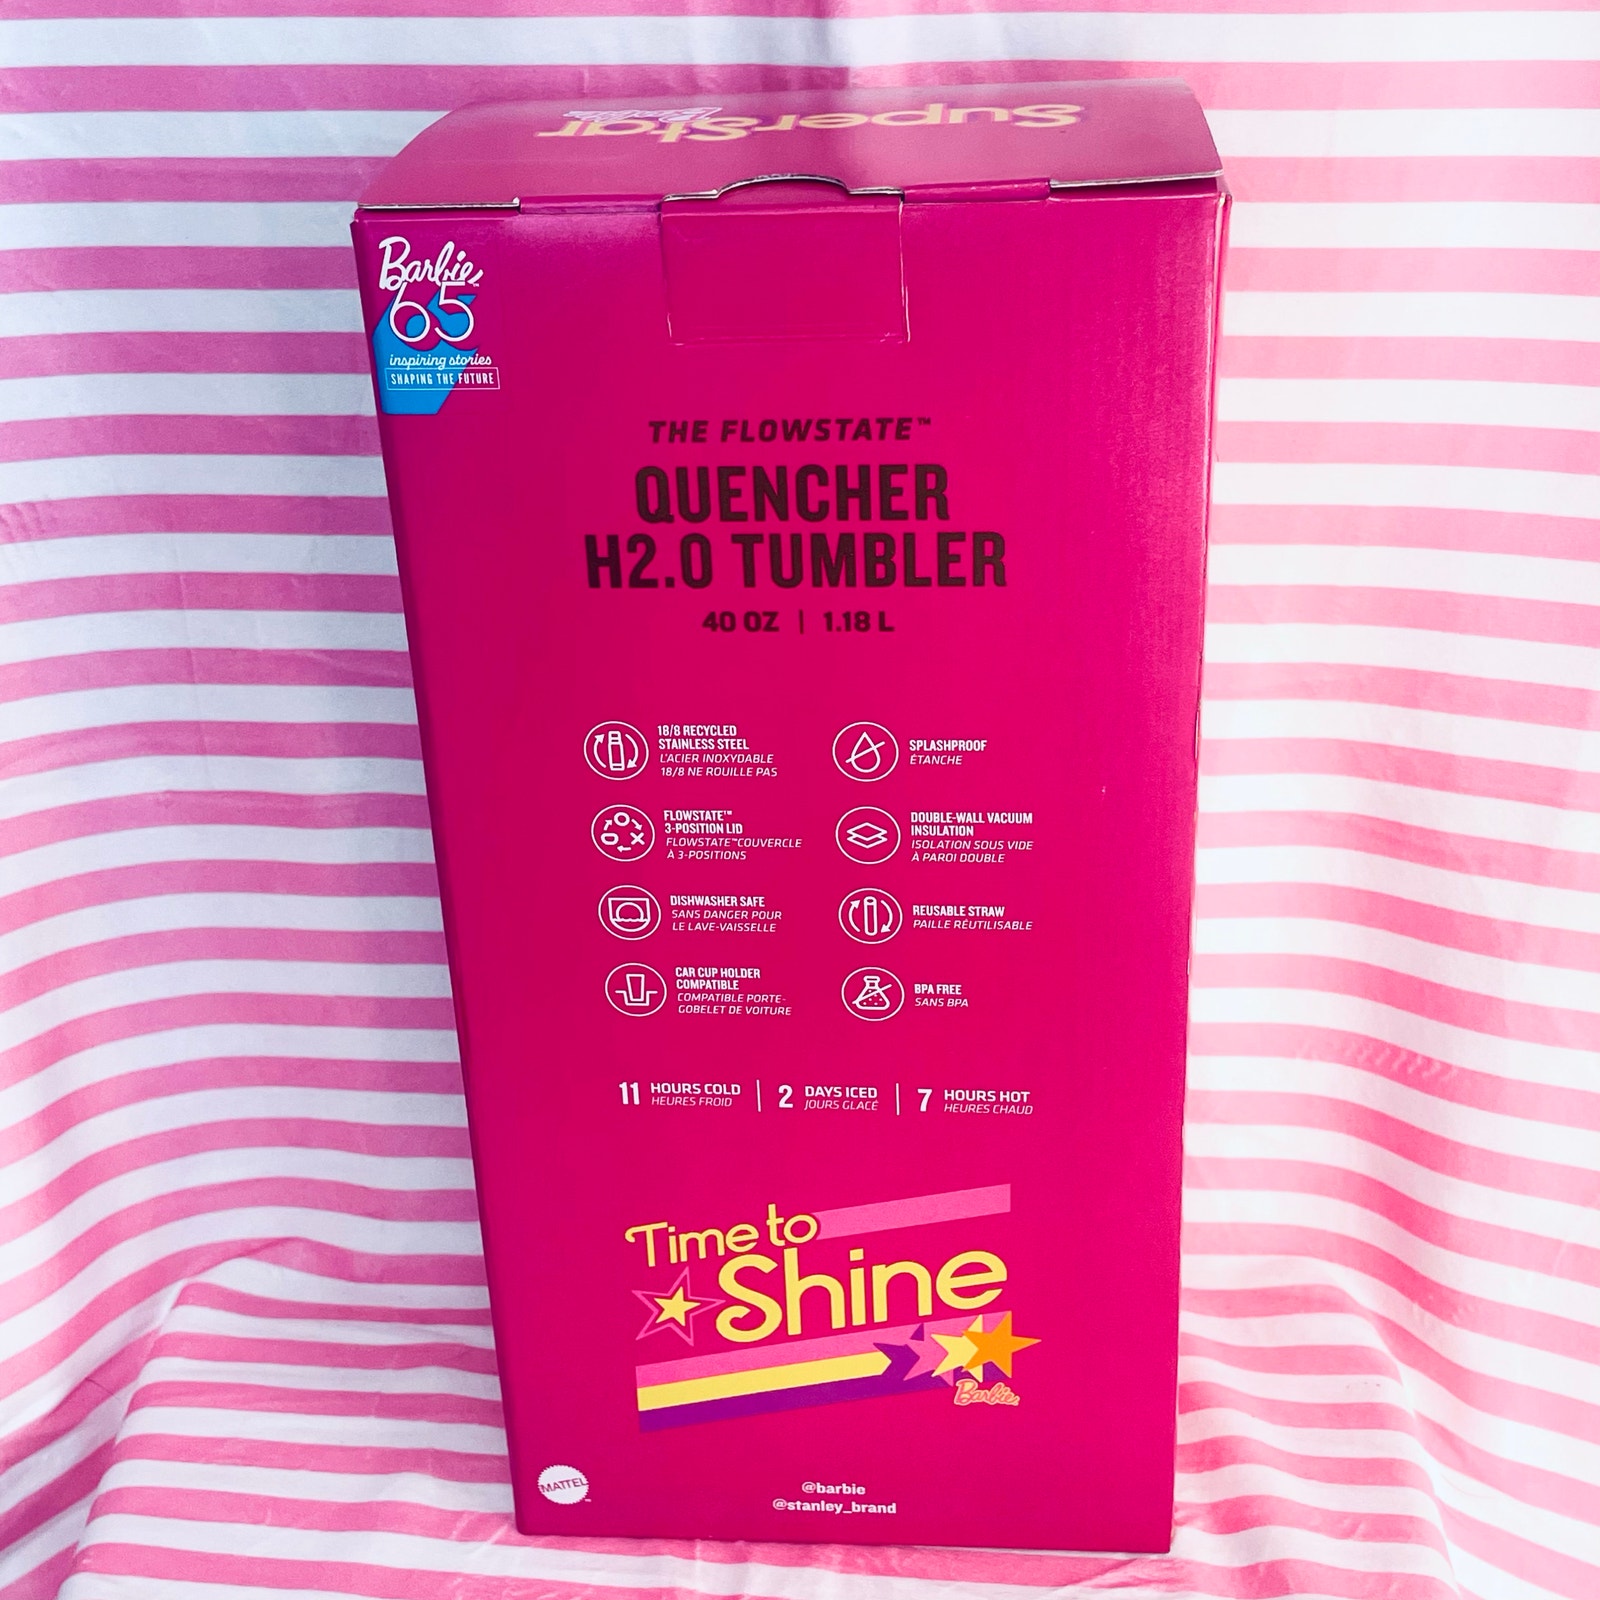 SuperStar
Barbie
Barbie™
65
inspiring stories
SHAPING THE FUTURE
THE FLOWSTATE™
QUENCHER
H2.0 TUMBLER
40 OZ | 1.18 L
18/8 RECYCLED
STAINLESS STEEL
L'ACIER INOXYDABLE
18/8 NE ROUILLE PAS
SPLASHPROOF
ÉTANCHE
FLOWSTATE™
3-POSITION LID
FLOWSTATE™COUVERCLE
À 3-POSITIONS
DOUBLE-WALL VACUUM
INSULATION
ISOLATION SOUS VIDE
À PAROI DOUBLE
DISHWASHER SAFE
SANS DANGER POUR
LE LAVE-VAISSELLE
REUSABLE STRAW
PAILLE RÉUTILISABLE
CAR CUP HOLDER
COMPATIBLE
COMPATIBLE PORTE-
GOBELET DE VOITURE
BPA FREE
SANS BPA
11 HOURS COLD
HEURES FROID
2 DAYS ICED
JOURS GLACÉ
7 HOURS HOT
HEURES CHAUD
Time to
Shine
Barbie
MATTEL™
@barbie
@stanley_brand